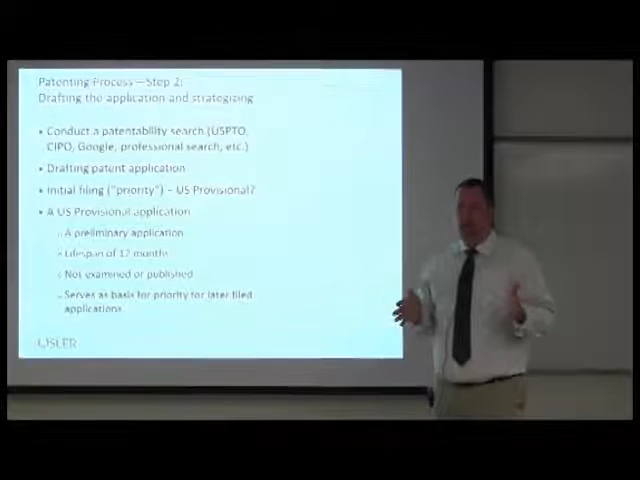 Patenting Process—Step 2:
Drafting the application and strategizing
• Conduct a patentability search (USPTO,
CIPO, Google, professional search, etc.)
• Drafting patent application
• Initial filing ("priority") – US Provisional?
• A US Provisional application
A preliminary application
Lifespan of 12 months
Not examined or published
Serves as basis for priority for later filed
applications
OSLER